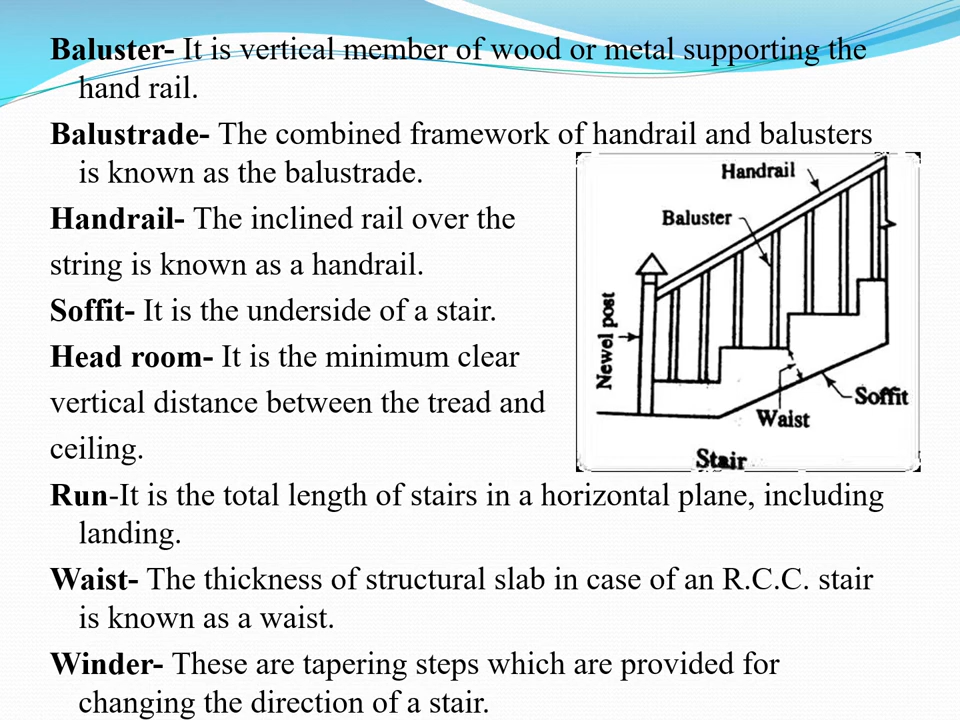 Baluster- It is vertical member of wood or metal supporting the
hand rail.
Balustrade- The combined framework of handrail and balusters
is known as the balustrade.
Handrail- The inclined rail over the
string is known as a handrail.
Soffit- It is the underside of a stair.
Head room- It is the minimum clear
vertical distance between the tread and
ceiling.
Handrail
Baluster
Newel post
Soffit
Waist
Stair
Run-It is the total length of stairs in a horizontal plane, including
landing.
Waist- The thickness of structural slab in case of an R.C.C. stair
is known as a waist.
Winder- These are tapering steps which are provided for
changing the direction of a stair.